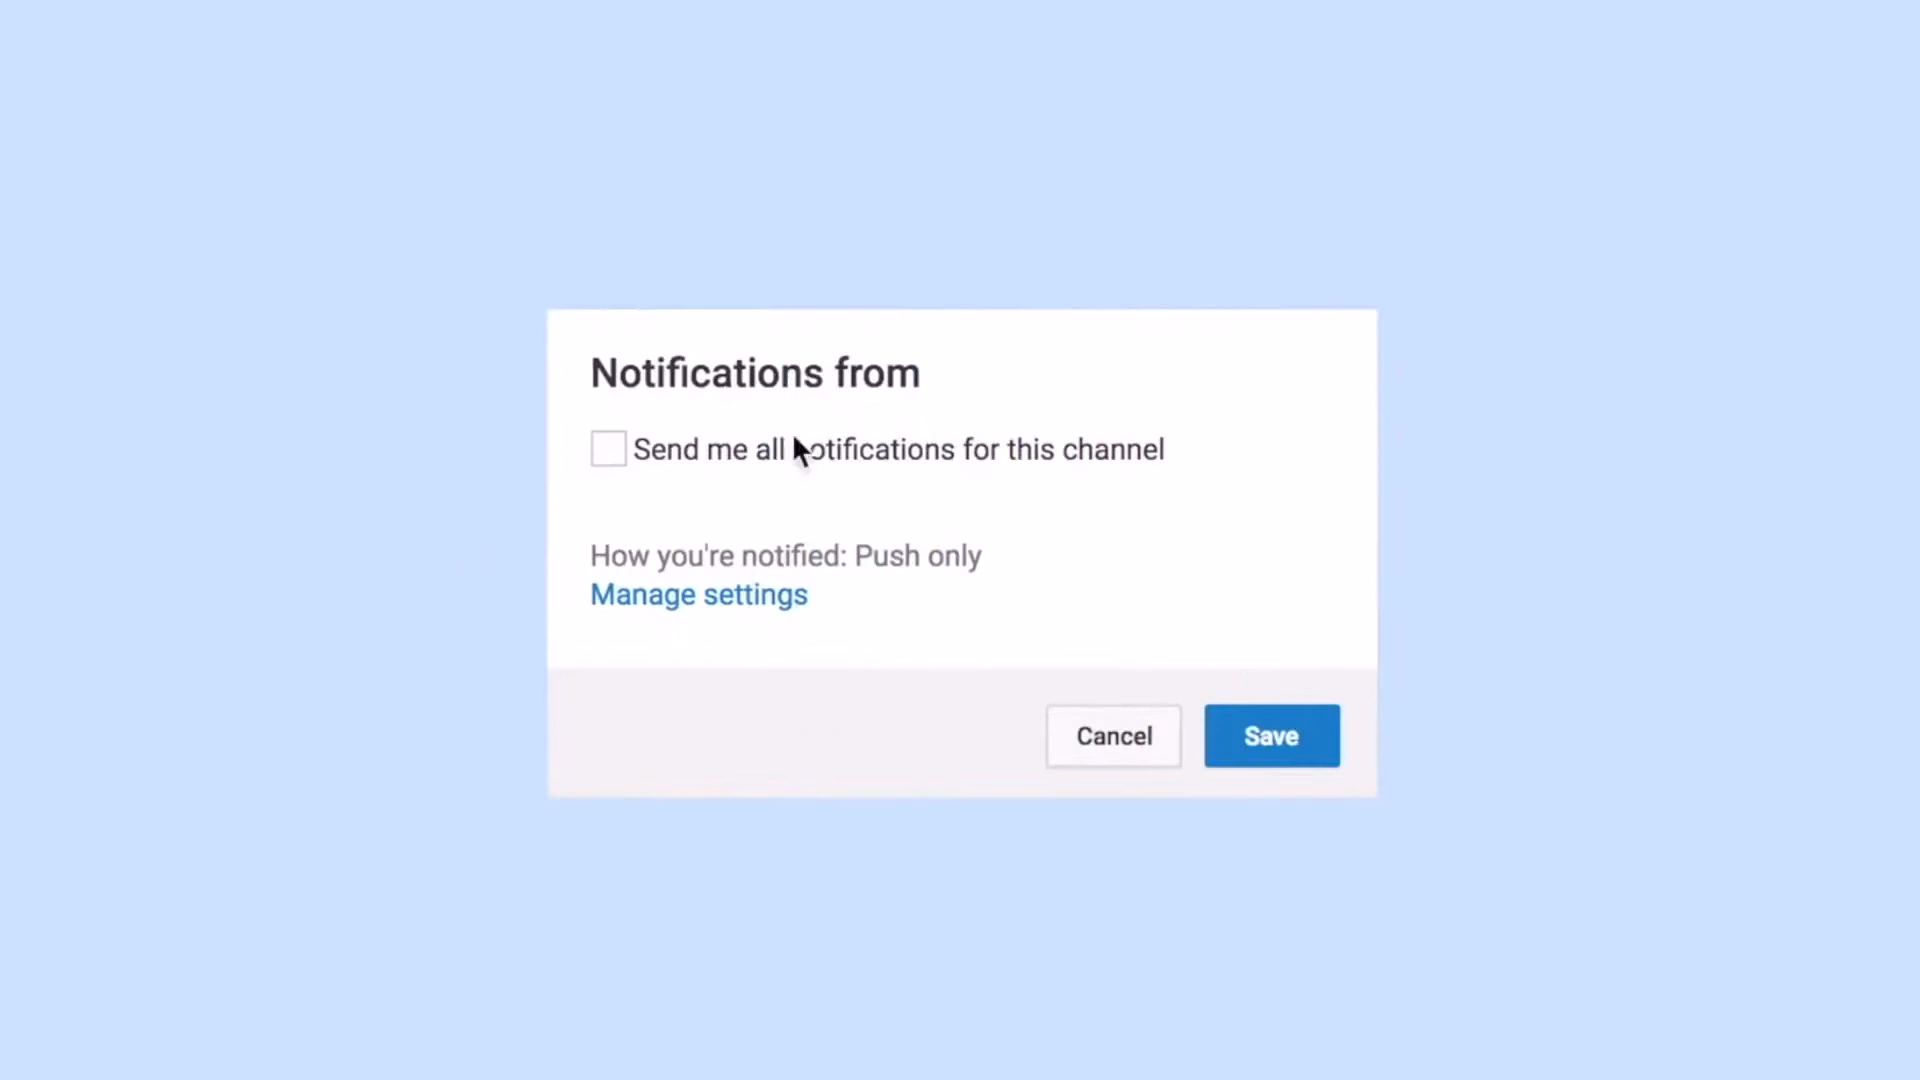 Notifications from
Send me all notifications for this channel
How you're notified: Push only
Manage settings
Cancel
Save